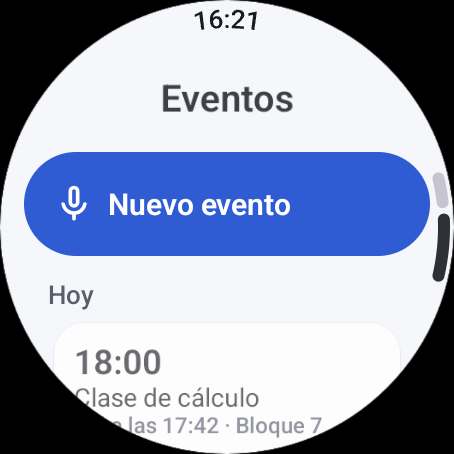 16:21
Eventos
Nuevo evento
Hoy
18:00
Clase de cálculo
a las 17:42 · Bloque 7